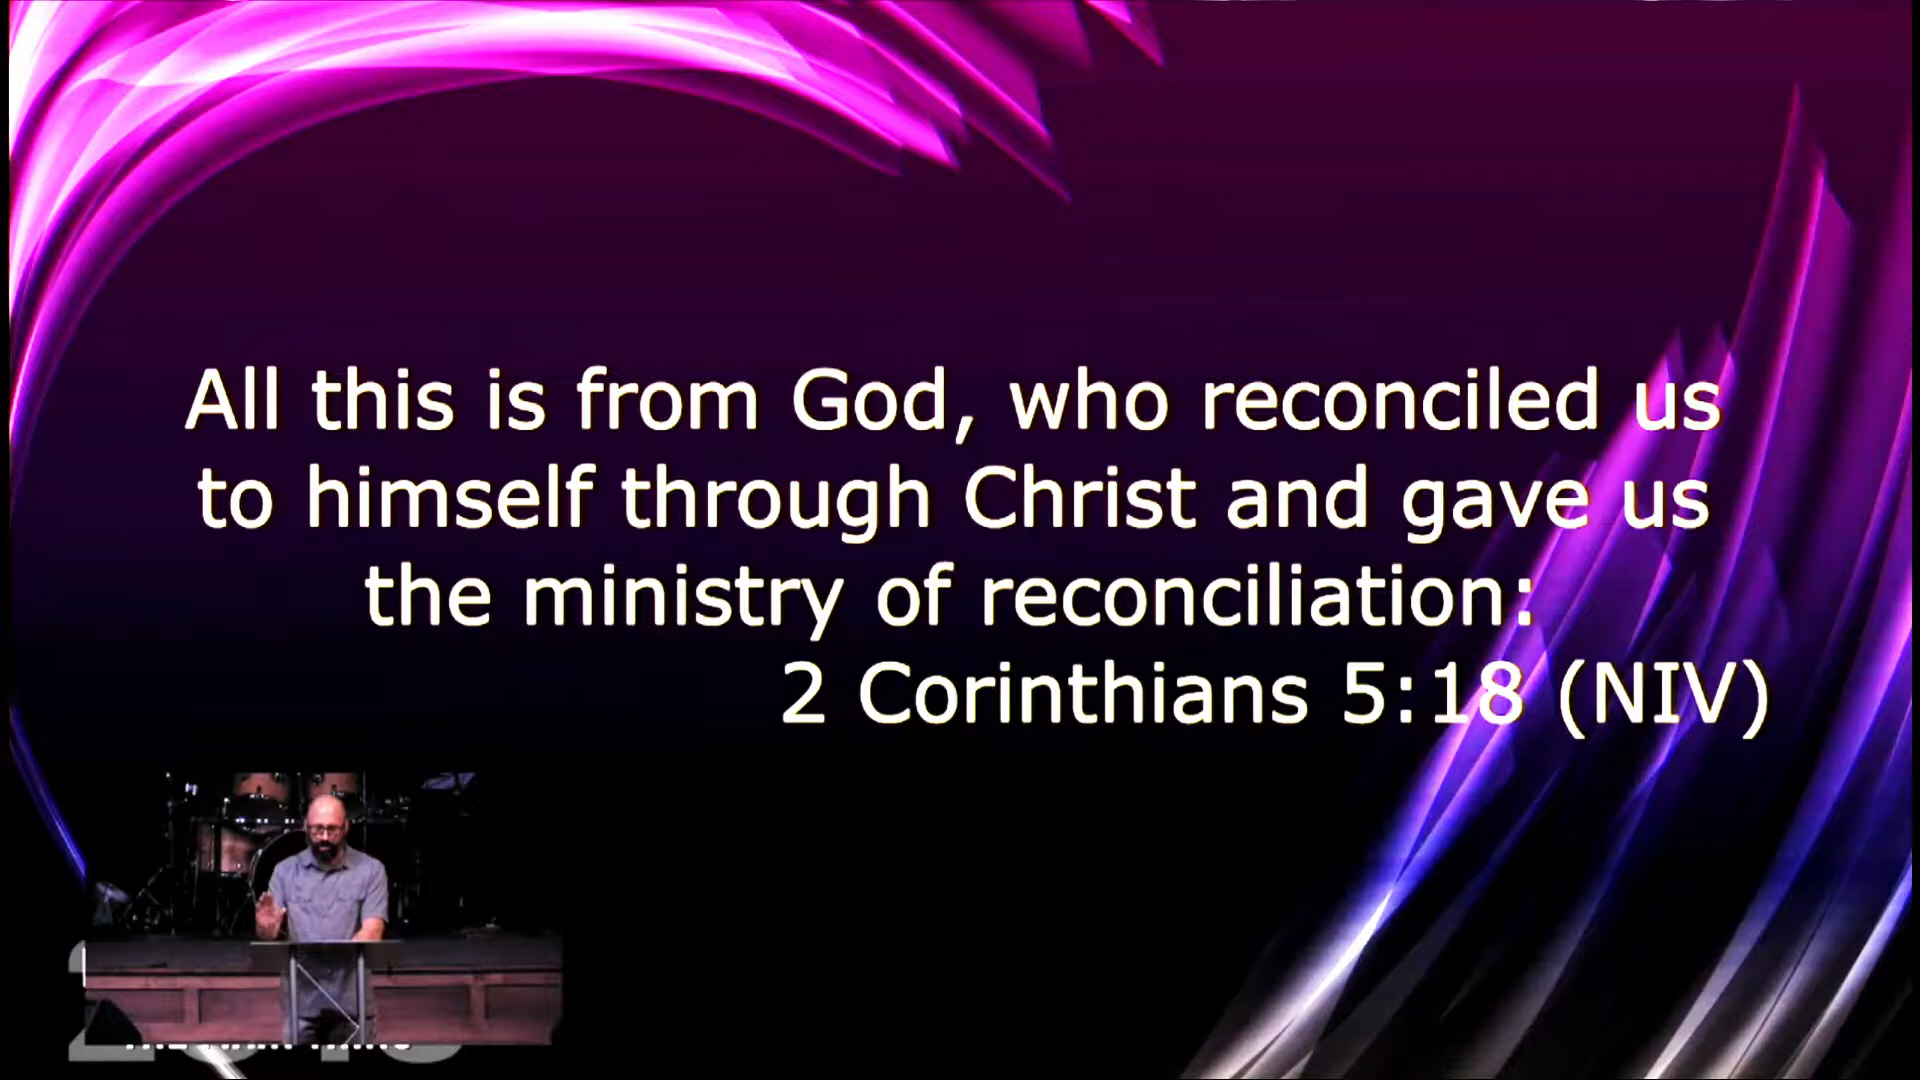 All this is from God, who reconciled us
to himself through Christ and gave us
the ministry of reconciliation:
2 Corinthians 5:18 (NIV)